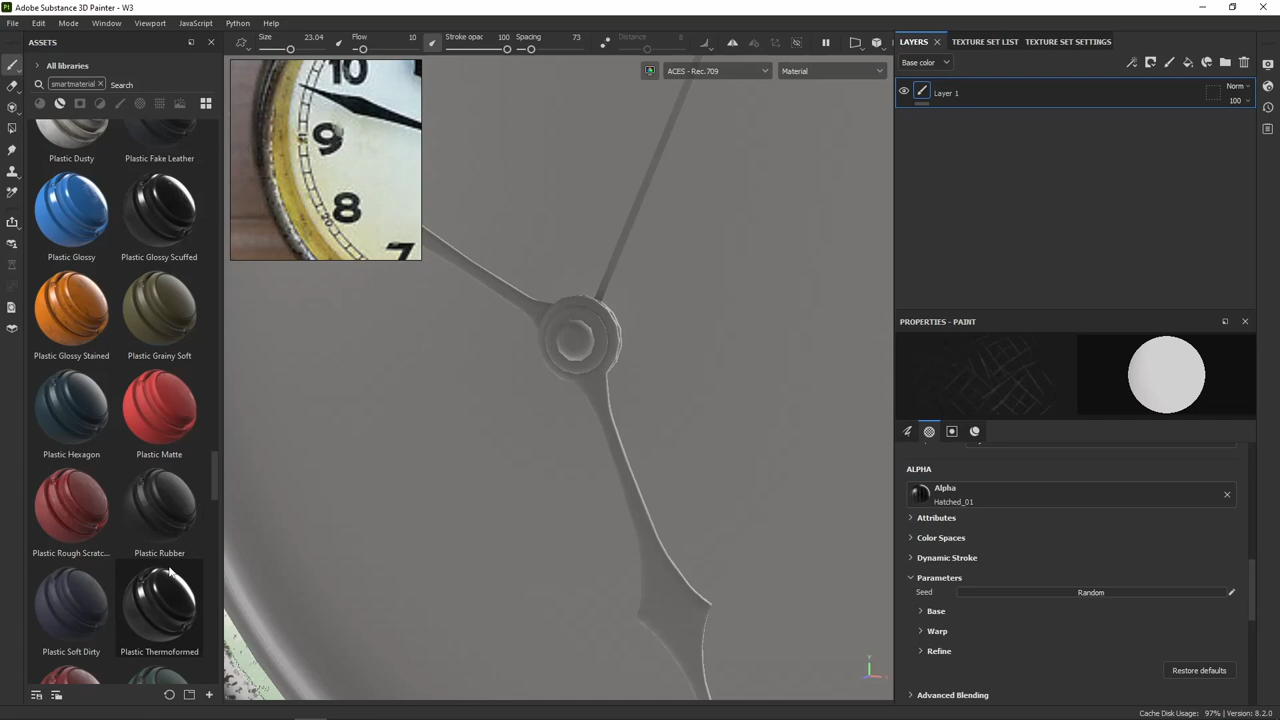 Adobe Substance 3D Painter - W3
File Edit Mode Window Viewport JavaScript Python Help
ASSETS
Size 23.04 Flow 10 Stroke opac 100 Spacing 73 Distance 8
LAYERS TEXTURE SET LIST TEXTURE SET SETTINGS
All libraries
Base color
ACES - Rec.709 Material
smartmaterial Search
Norm
Layer 1
100
Plastic Dusty Plastic Fake Leather
Plastic Glossy Plastic Glossy Scuffed
Plastic Glossy Stained Plastic Grainy Soft
Plastic Hexagon Plastic Matte
Plastic Rough Scratc... Plastic Rubber
Plastic Soft Dirty Plastic Thermoformed
10
9
8
20
7
PROPERTIES - PAINT
ALPHA
Alpha
Hatched_01
Attributes
Color Spaces
Dynamic Stroke
Parameters
Seed Random
Base
Warp
Refine
Restore defaults
Advanced Blending
Y
Cache Disk Usage: 97% | Version: 8.2.0